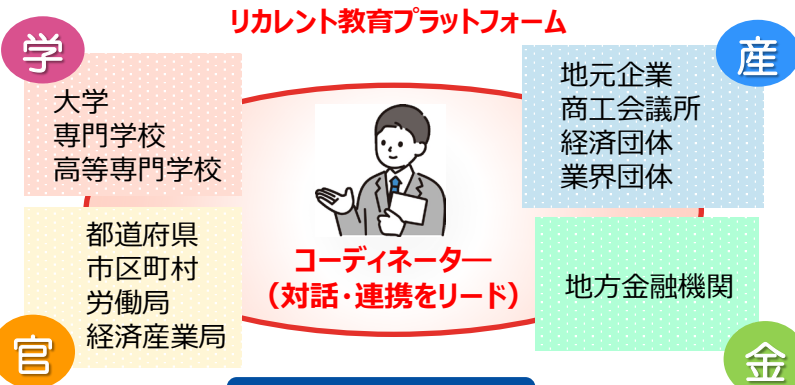 リカレント教育プラットフォーム
学
大学
専門学校
高等専門学校
産
地元企業
商工会議所
経済団体
業界団体
コーディネーター
（対話・連携をリード）
官
都道府県
市区町村
労働局
経済産業局
金
地方金融機関